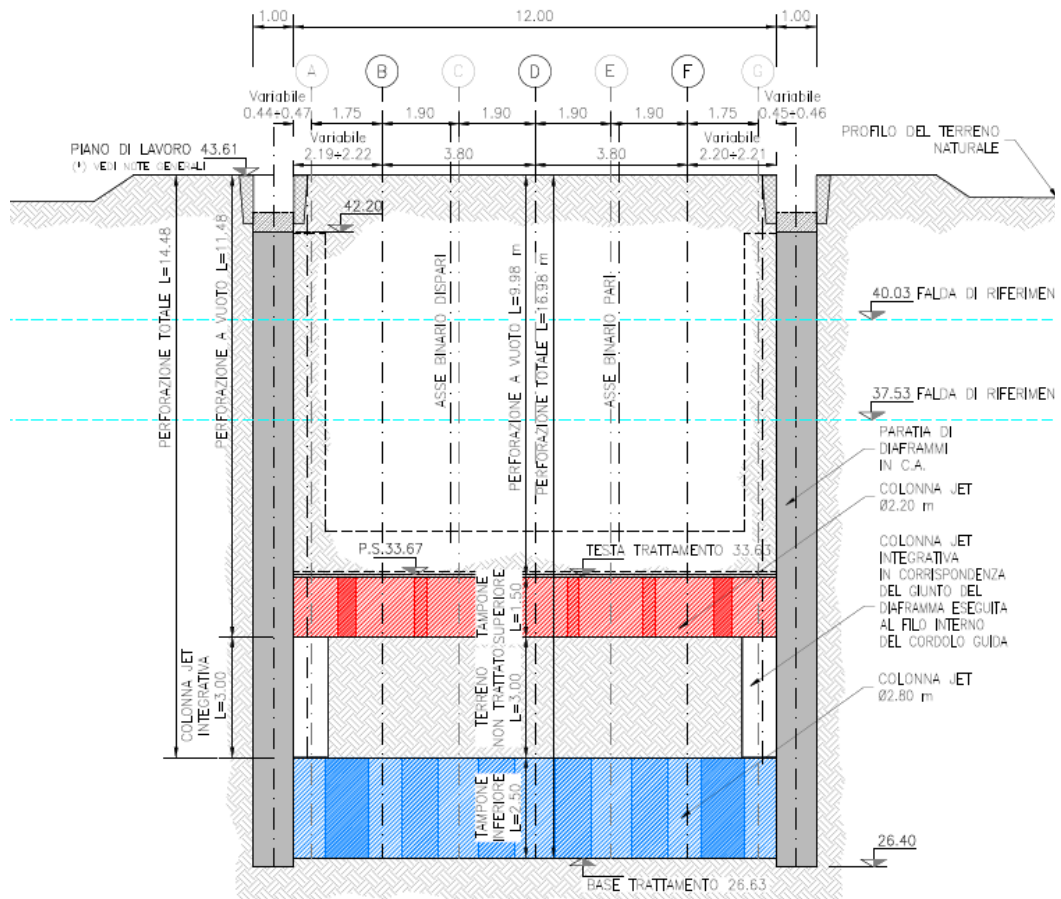 1.00
12.00
1.00
A
B
C
D
E
F
G
Variabile
0.44÷0.47
1.75
1.90
1.90
1.90
1.90
1.75
Variabile
0.45÷0.46
Variabile
2.19÷2.22
3.80
3.80
Variabile
2.20÷2.21
PIANO DI LAVORO 43.61
(*) VEDI NOTE GENERALI
PROFILO DEL TERRENO
NATURALE
42.20
PERFORAZIONE TOTALE L=14.48
PERFORAZIONE A VUOTO L=11.48
ASSE BINARIO DISPARI
PERFORAZIONE A VUOTO L=9.98 m
PERFORAZIONE TOTALE L=16.98 m
ASSE BINARIO PARI
40.03 FALDA DI RIFERIMEN
37.53 FALDA DI RIFERIMEN
PARATIA DI
DIAFRAMMI
IN C.A.
COLONNA JET
Ø2.20 m
COLONNA JET
INTEGRATIVA
IN CORRISPONDENZA
DEL GIUNTO DEL
DIAFRAMMA ESEGUITA
AL FILO INTERNO
DEL CORDOLO GUIDA
COLONNA JET
Ø2.80 m
P.S.33.67
TESTA TRATTAMENTO 33.63
TAMPONE
SUPERIORE
L=1.50
COLONNA JET
INTEGRATIVA
L=3.00
TERRENO
NON TRATTATO
L=3.00
TAMPONE
INFERIORE
L=2.50
26.40
BASE TRATTAMENTO 26.63